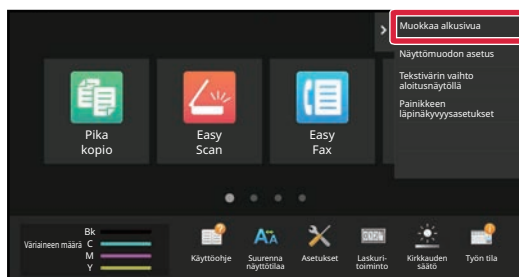 Muokkaa alkusivua
Näyttömuodon asetus
Tekstivärin vaihto
aloitusnäytöllä
Painikkeen
läpinäkyvyysasetukset
Pika
kopio
Easy
Scan
Easy
Fax
Väriaineen määrä
Bk
C
M
Y
Käyttöohje
Suurenna
näyttötilaa
Asetukset
Laskuri-
toiminto
Kirkkauden
säätö
Työn tila